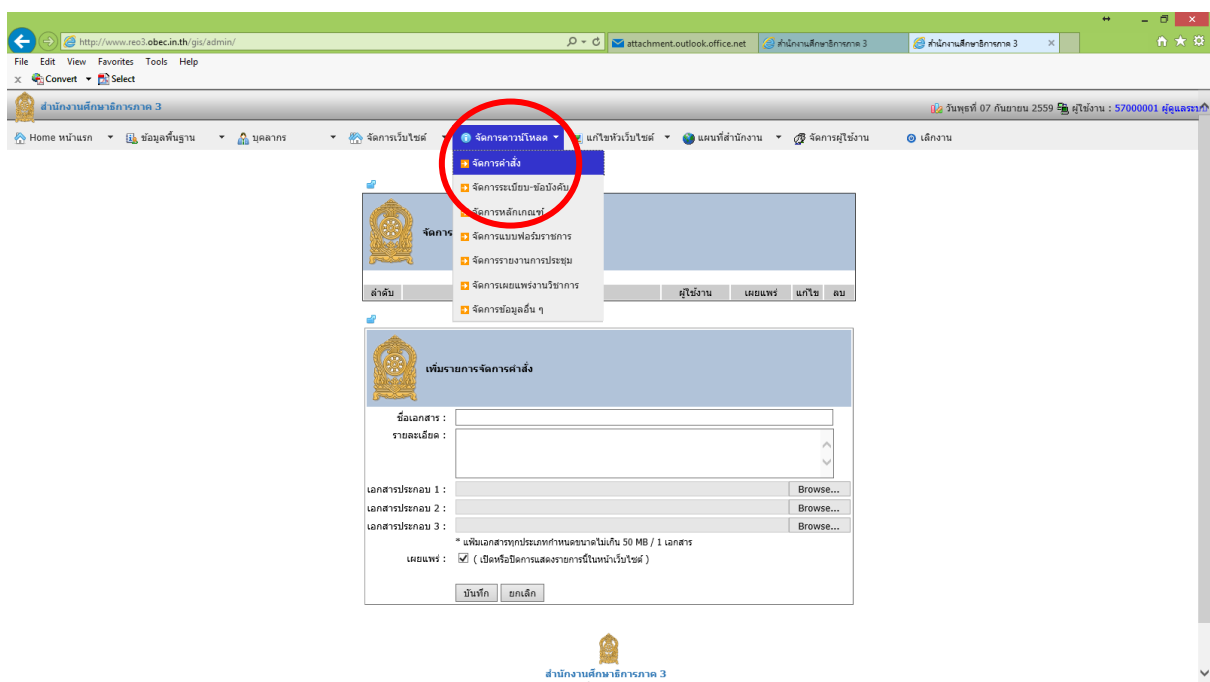 http://www.reo3.obec.in.th/gis/admin/
attachment.outlook.office.net
สำนักงานศึกษาธิการภาค 3
สำนักงานศึกษาธิการภาค 3
File Edit View Favorites Tools Help
x Convert Select
สำนักงานศึกษาธิการภาค 3
วันพุธที่ 07 กันยายน 2559 ผู้ใช้งาน : 57000001 ผู้ดูแลระบบ
Home หน้าแรก ข้อมูลพื้นฐาน บุคลากร จัดการเว็บไซต์ จัดการดาวน์โหลด แก้ไขหัวเว็บไซต์ แผนที่สำนักงาน จัดการผู้ใช้งาน เลิกงาน
จัดการคำสั่ง
จัดการระเบียบ-ข้อบังคับ
จัดการหลักเกณฑ์
จัดการแบบฟอร์มราชการ
จัดการรายงานการประชุม
จัดการเผยแพร่งานวิชาการ
จัดการข้อมูลอื่น ๆ
จัดการ
ลำดับ ผู้ใช้งาน เผยแพร่ แก้ไข ลบ
เพิ่มรายการจัดการคำสั่ง
ชื่อเอกสาร :
รายละเอียด :
เอกสารประกอบ 1 : Browse...
เอกสารประกอบ 2 : Browse...
เอกสารประกอบ 3 : Browse...
* แฟ้มเอกสารทุกประเภทกำหนดขนาดไม่เกิน 50 MB / 1 เอกสาร
เผยแพร่ : ( เปิดหรือปิดการแสดงรายการนี้ในหน้าเว็บไซต์ )
บันทึก ยกเลิก
สำนักงานศึกษาธิการภาค 3